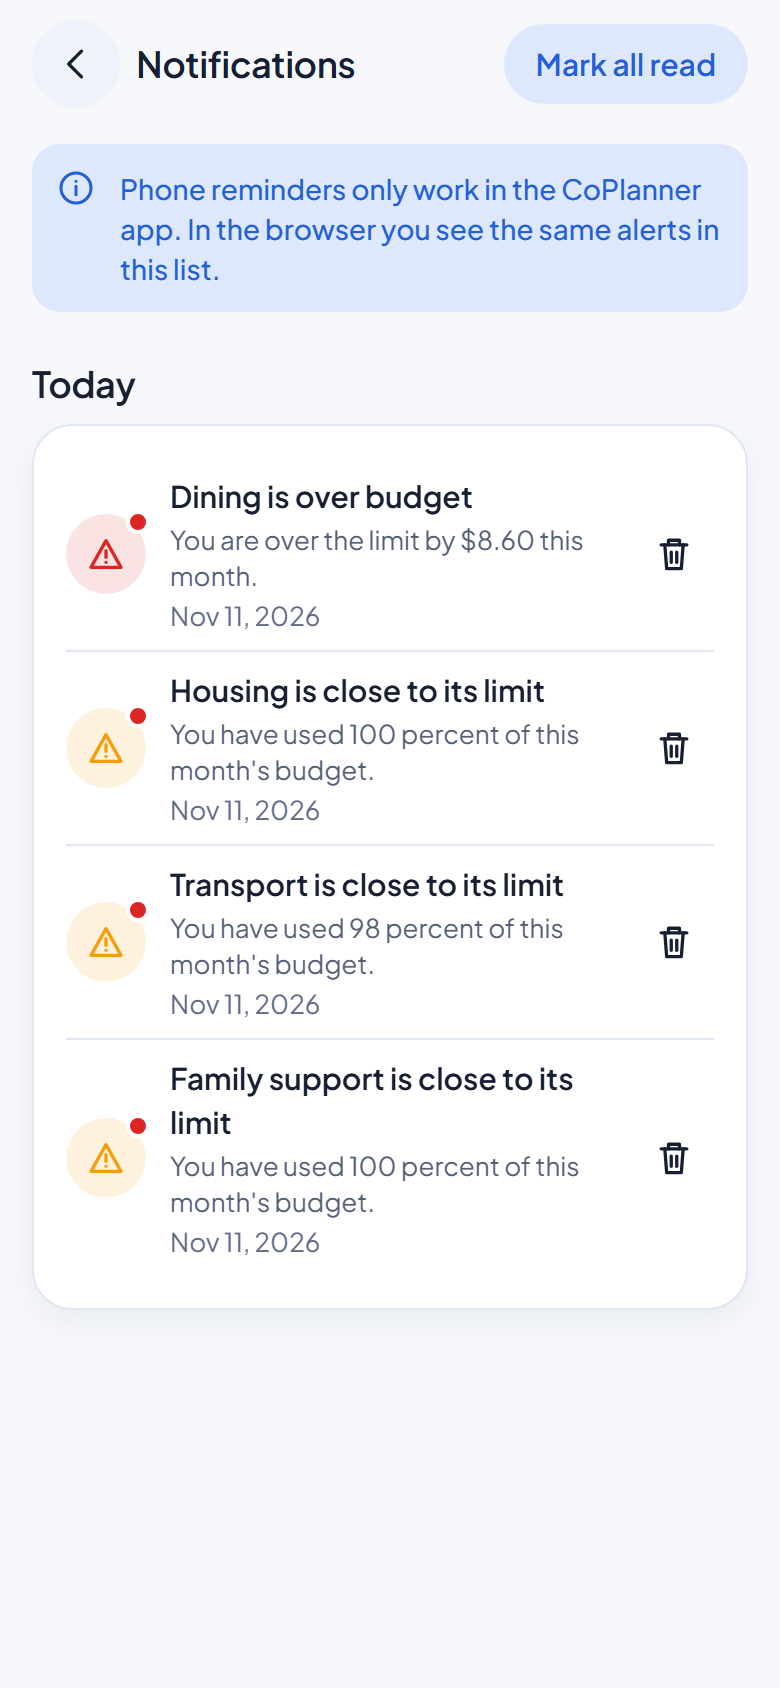 Notifications
Mark all read
Phone reminders only work in the CoPlanner
app. In the browser you see the same alerts in
this list.
Today
Dining is over budget
You are over the limit by $8.60 this
month.
Nov 11, 2026
Housing is close to its limit
You have used 100 percent of this
month's budget.
Nov 11, 2026
Transport is close to its limit
You have used 98 percent of this
month's budget.
Nov 11, 2026
Family support is close to its
limit
You have used 100 percent of this
month's budget.
Nov 11, 2026